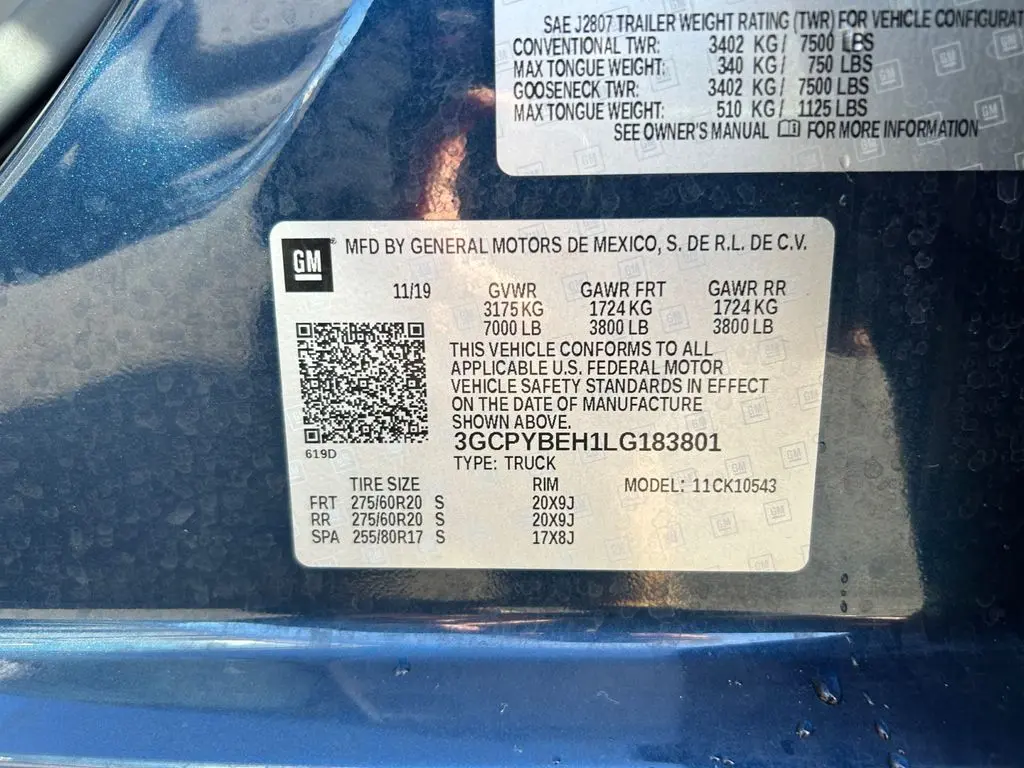 SAE J2807 TRAILER WEIGHT RATING (TWR) FOR VEHICLE
CONVENTIONAL TWR: 3402 KG / 7500 LBS
MAX TONGUE WEIGHT: 340 KG / 750 LBS
GOOSENECK TWR: 3402 KG / 7500 LBS
MAX TONGUE WEIGHT: 510 KG / 1125 LBS
SEE OWNER'S MANUAL FOR MORE INFORMATION
GM ® MFD BY GENERAL MOTORS DE MEXICO, S. DE R.L. DE C.V.
11/19 GVWR GAWR FRT GAWR RR
3175 KG 1724 KG 1724 KG
7000 LB 3800 LB 3800 LB
THIS VEHICLE CONFORMS TO ALL
APPLICABLE U.S. FEDERAL MOTOR
VEHICLE SAFETY STANDARDS IN EFFECT
ON THE DATE OF MANUFACTURE
SHOWN ABOVE.
619D
3GCPYBEH1LG183801
TYPE: TRUCK
TIRE SIZE RIM MODEL: 11CK10543
FRT 275/60R20 S 20X9J
RR 275/60R20 S 20X9J
SPA 255/80R17 S 17X8J